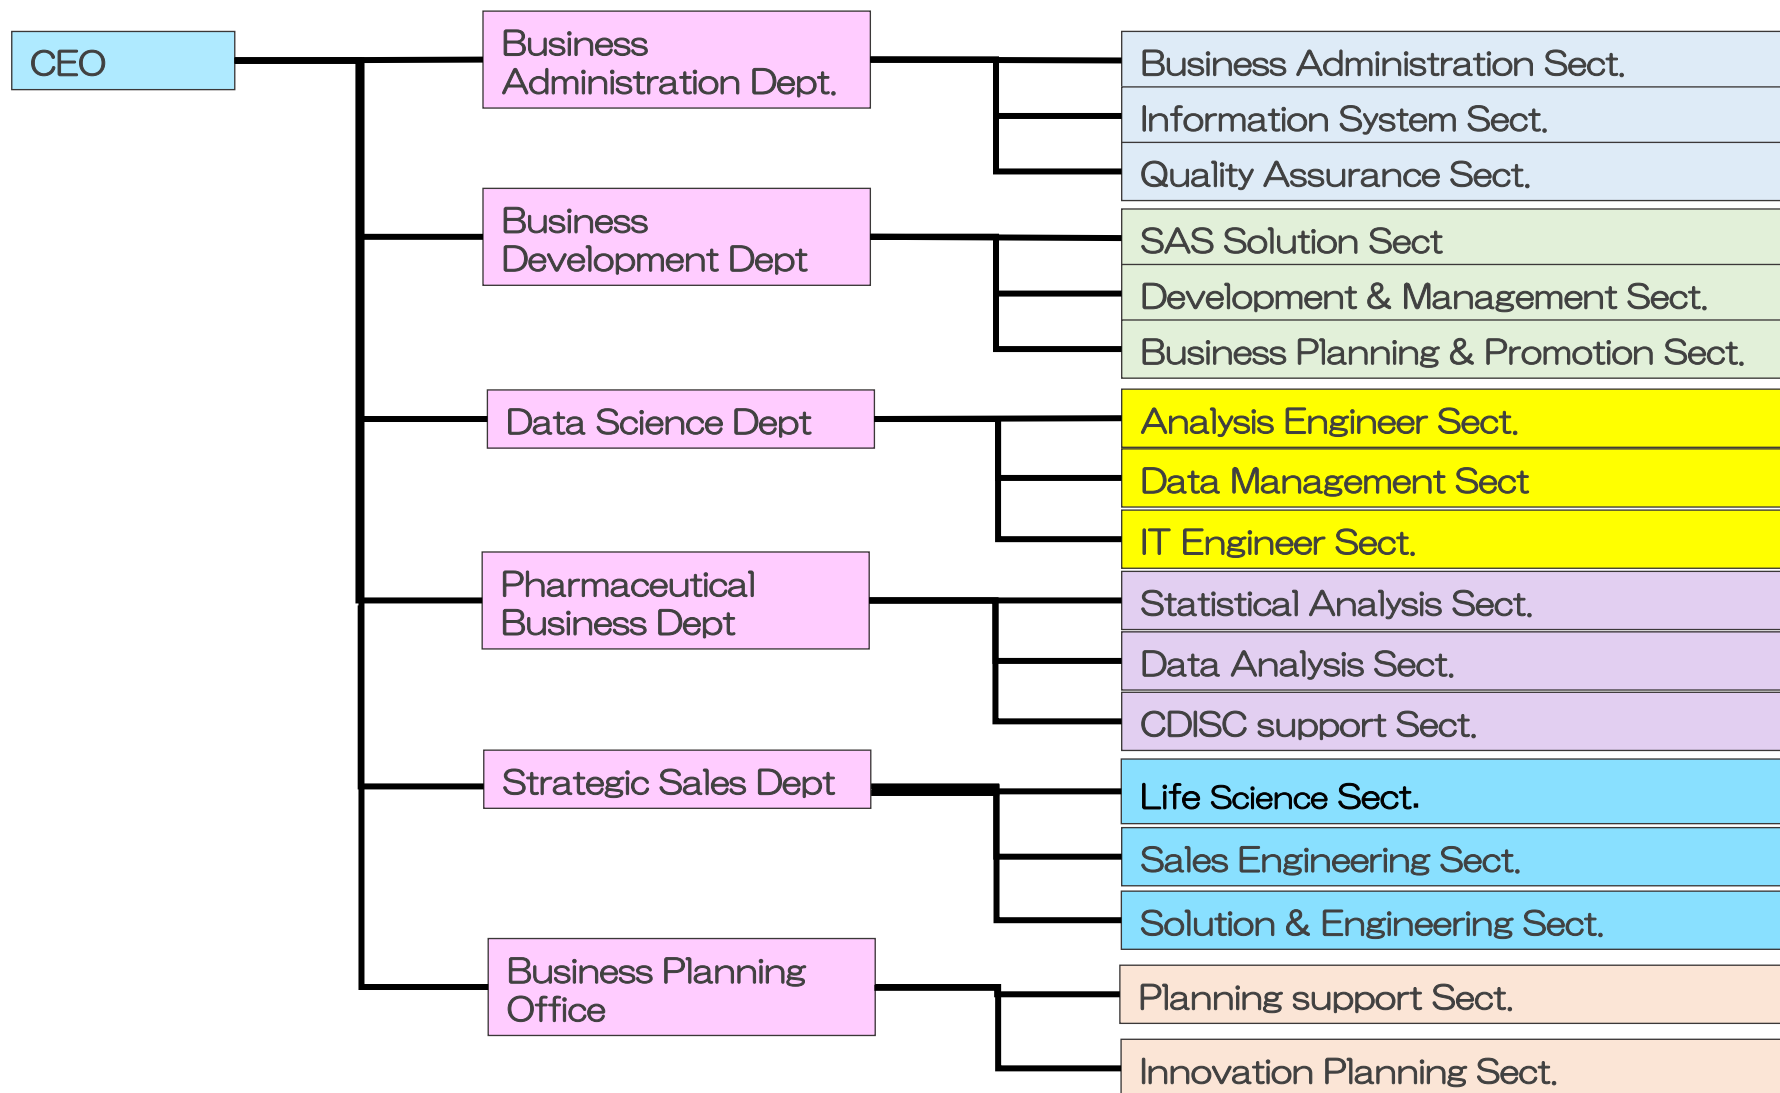 CEO
Business
Administration Dept.
Business Administration Sect.
Information System Sect.
Quality Assurance Sect.
Business
Development Dept
SAS Solution Sect
Development & Management Sect.
Business Planning & Promotion Sect.
Data Science Dept
Analysis Engineer Sect.
Data Management Sect
IT Engineer Sect.
Pharmaceutical
Business Dept
Statistical Analysis Sect.
Data Analysis Sect.
CDISC support Sect.
Strategic Sales Dept
Life Science Sect.
Sales Engineering Sect.
Solution & Engineering Sect.
Business Planning
Office
Planning support Sect.
Innovation Planning Sect.